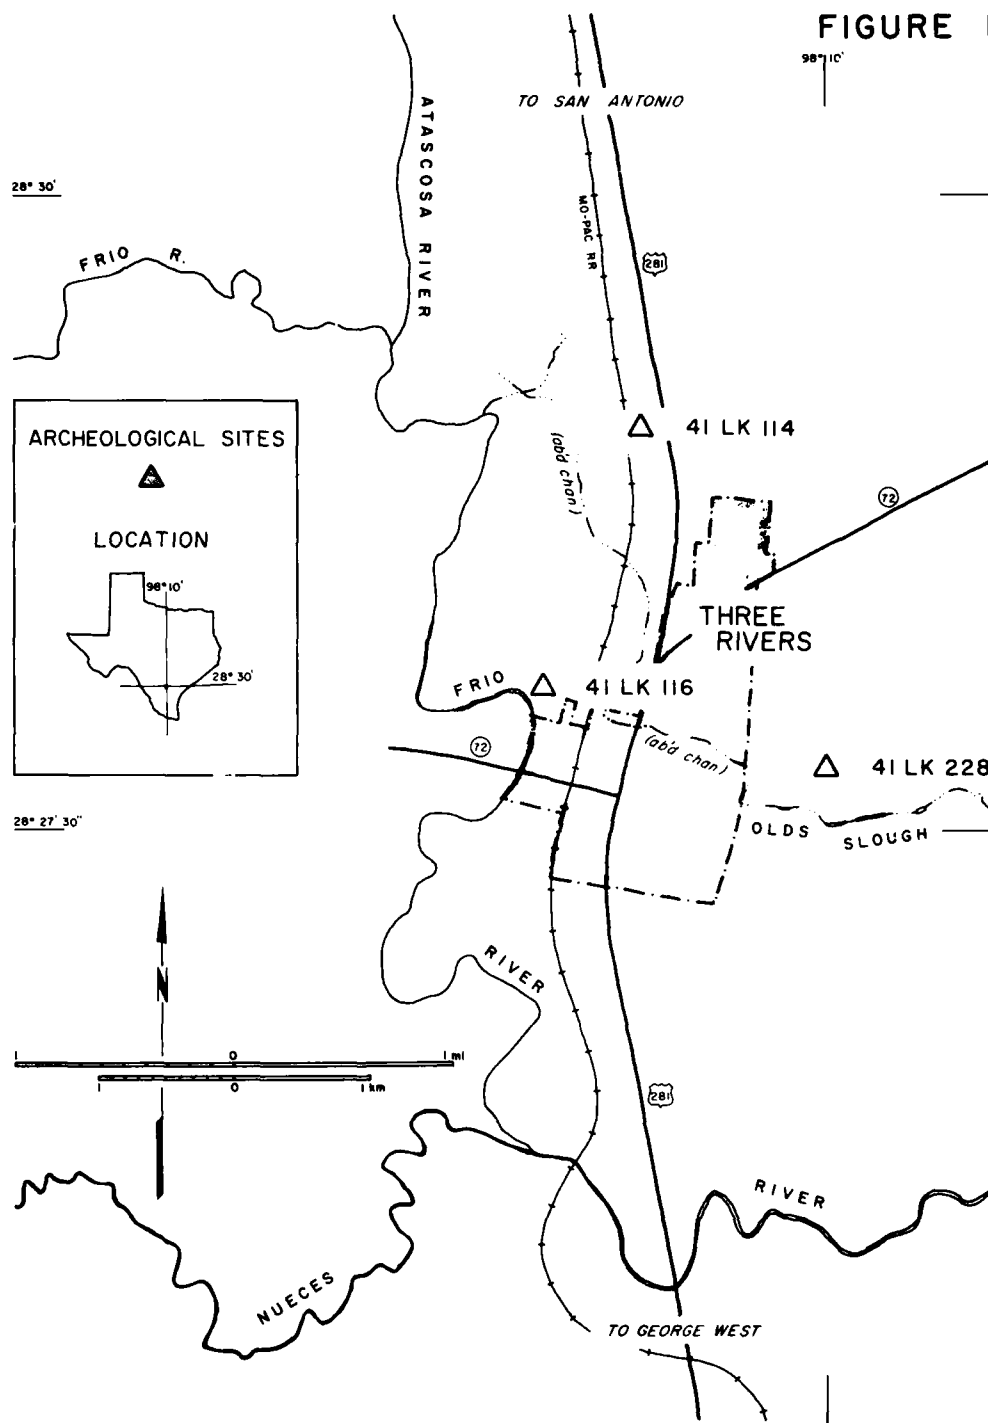 FIGURE
98°10'
TO SAN ANTONIO
ATASCOSA RIVER
28° 30'
MO-PAC RR
FRIO R.
281
ARCHEOLOGICAL SITES
41 LK 114
(ab'd chan)
72
LOCATION
98°10'
28° 30'
THREE
RIVERS
FRIO
41 LK 116
72
(ab'd chan)
41 LK 228
28° 27' 30"
OLDS SLOUGH
RIVER
N
1 0 1 mi
1 0 1 km
281
RIVER
NUECES
TO GEORGE WEST